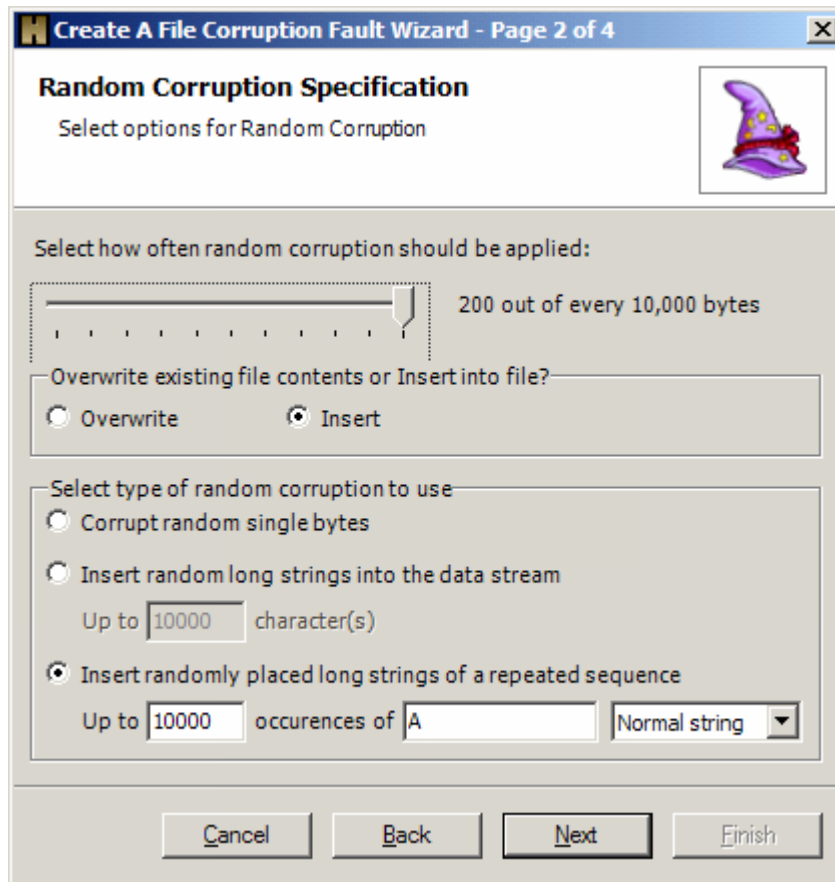 Create A File Corruption Fault Wizard - Page 2 of 4
Random Corruption Specification
Select options for Random Corruption
Select how often random corruption should be applied:
200 out of every 10,000 bytes
Overwrite existing file contents or Insert into file?
Overwrite Insert
Select type of random corruption to use
Corrupt random single bytes
Insert random long strings into the data stream
Up to 10000 character(s)
Insert randomly placed long strings of a repeated sequence
Up to 10000 occurences of A Normal string
Cancel Back Next Finish